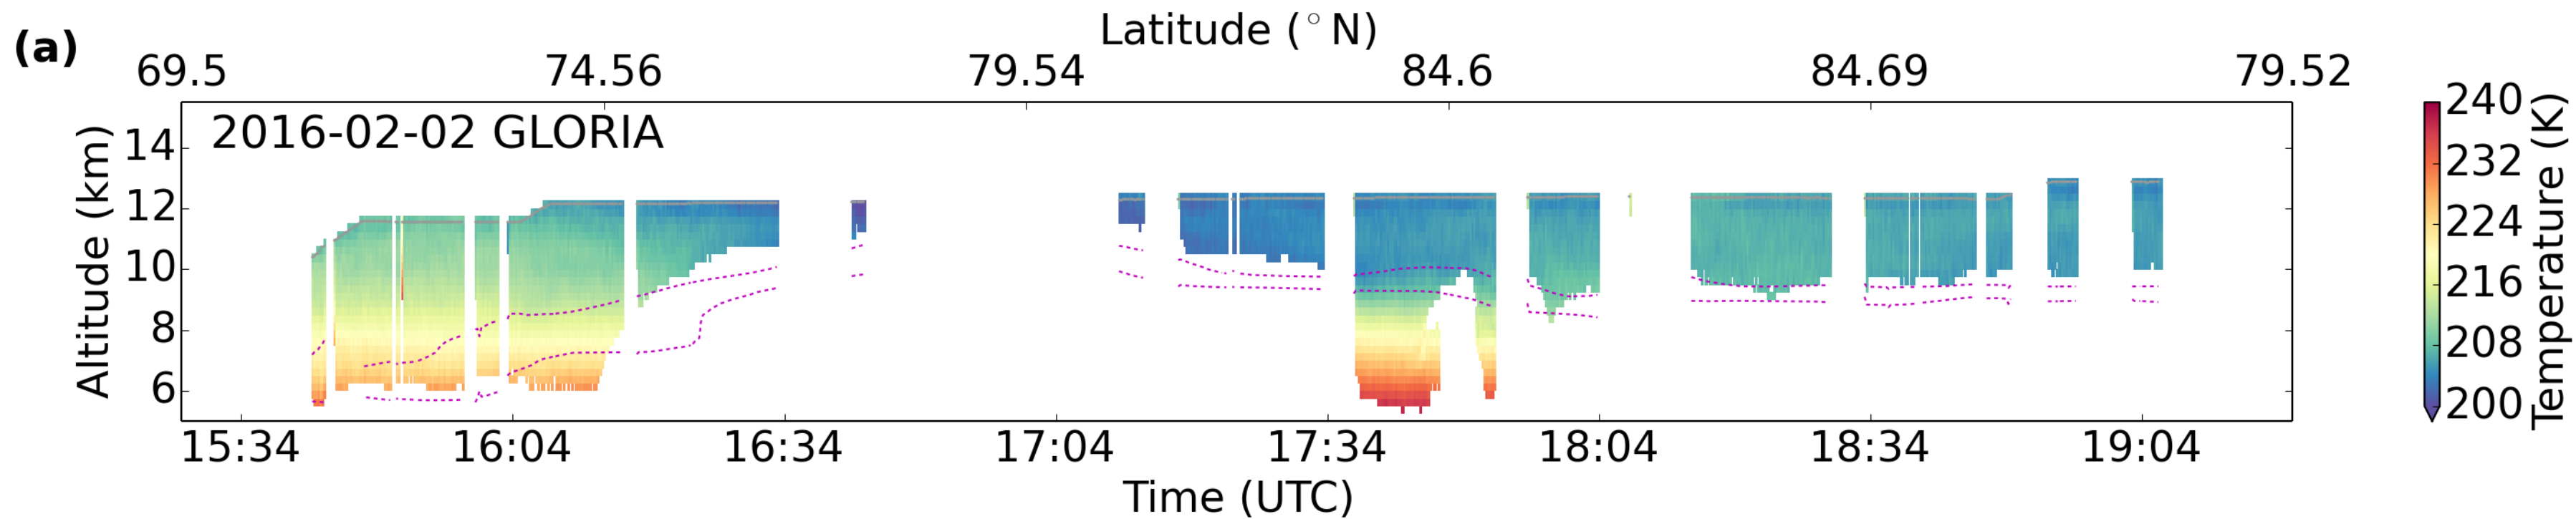 (a)
Latitude (°N)
69.5 74.56 79.54 84.6 84.69 79.52
2016-02-02 GLORIA
Altitude (km)
14
12
10
8
6
15:34 16:04 16:34 17:04 17:34 18:04 18:34 19:04
Time (UTC)
240
232
224
216
208
200
Temperature (K)